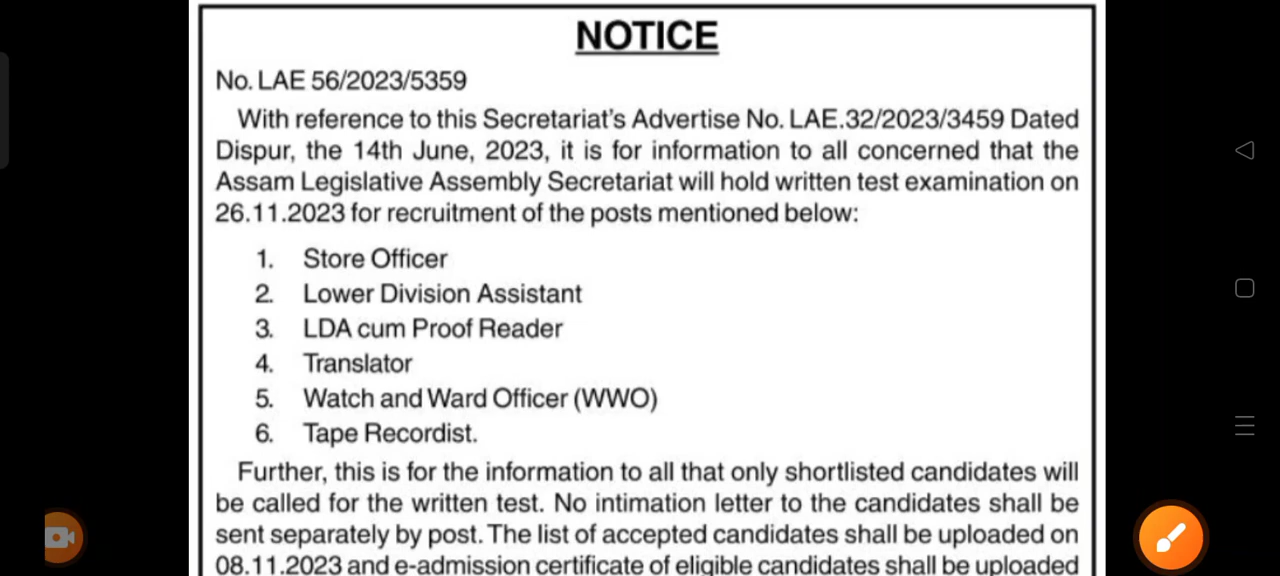 NOTICE
No. LAE 56/2023/5359
With reference to this Secretariat's Advertise No. LAE.32/2023/3459 Dated
Dispur, the 14th June, 2023, it is for information to all concerned that the
Assam Legislative Assembly Secretariat will hold written test examination on
26.11.2023 for recruitment of the posts mentioned below:
1. Store Officer
2. Lower Division Assistant
3. LDA cum Proof Reader
4. Translator
5. Watch and Ward Officer (WWO)
6. Tape Recordist.
Further, this is for the information to all that only shortlisted candidates will
be called for the written test. No intimation letter to the candidates shall be
sent separately by post. The list of accepted candidates shall be uploaded on
08.11.2023 and e-admission certificate of eligible candidates shall be uploaded